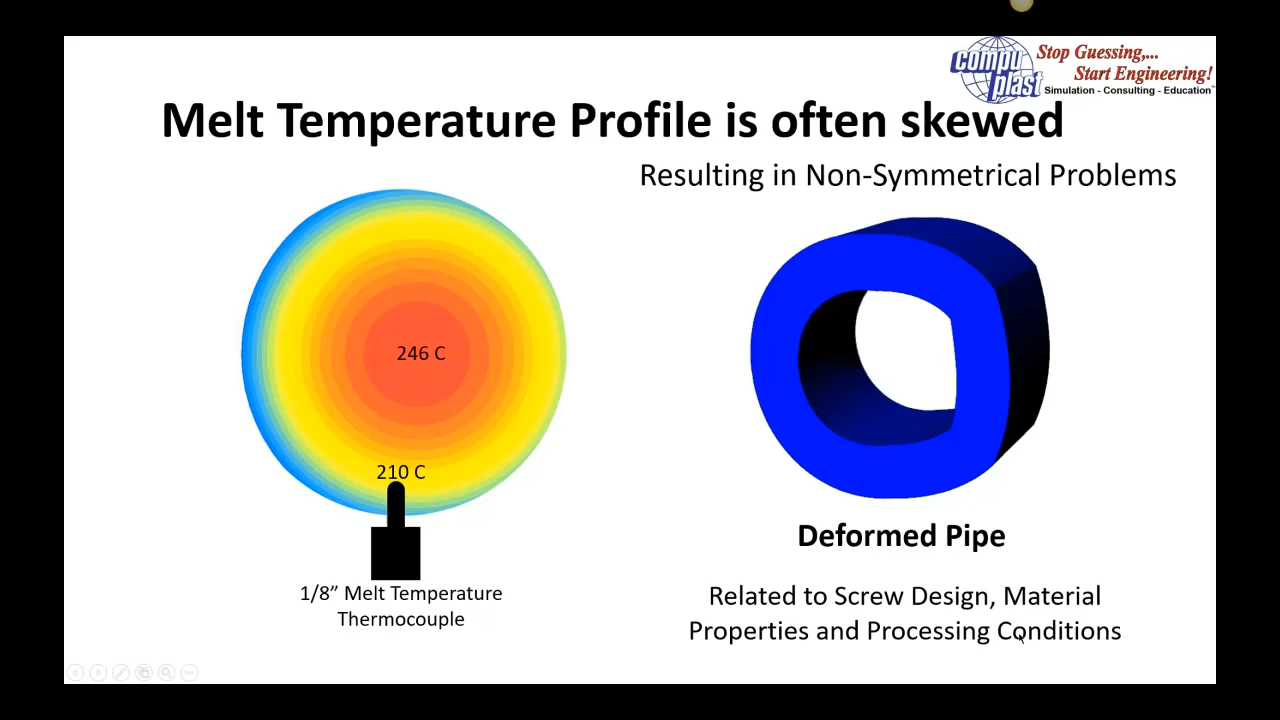 compu
plast
Stop Guessing,...
Start Engineering!
Simulation - Consulting - Education
Melt Temperature Profile is often skewed
Resulting in Non-Symmetrical Problems
246 C
210 C
1/8” Melt Temperature
Thermocouple
Deformed Pipe
Related to Screw Design, Material
Properties and Processing Conditions